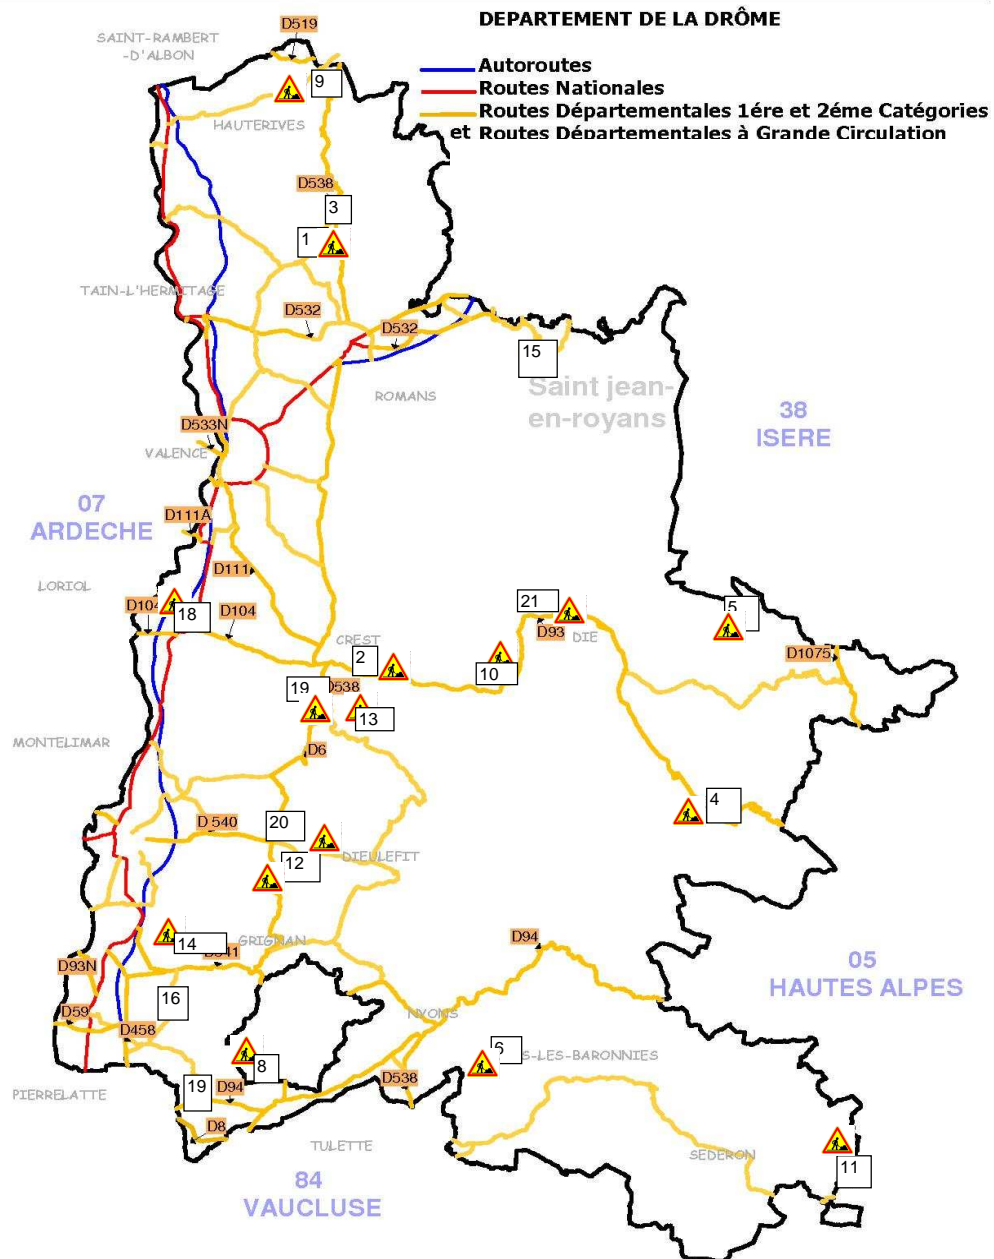 DEPARTEMENT DE LA DRÔME
Autoroutes
Routes Nationales
Routes Départementales 1ére et 2éme Catégories
et Routes Départementales à Grande Circulation
D519
SAINT-RAMBERT
-D'ALBON
9
HAUTERIVES
D538
3
1
TAIN-L'HERMITAGE
D532
D532
15
Saint jean-
en-royans
ROMANS
38
ISERE
D533N
VALENCE
07
ARDECHE
D111A
D111
LORIOL
D104
18
D104
21
D93
DIE
5
D1075
CREST
2
10
19
D538
13
MONTELIMAR
D6
4
D 540
20
DIEULEFIT
12
14
GRIGNAN
D94
D93N
05
HAUTES ALPES
16
D59
D458
NYONS
6
S-LES-BARONNIES
8
PIERRELATTE
19
D94
D538
D8
TULETTE
SEDERON
11
84
VAUCLUSE